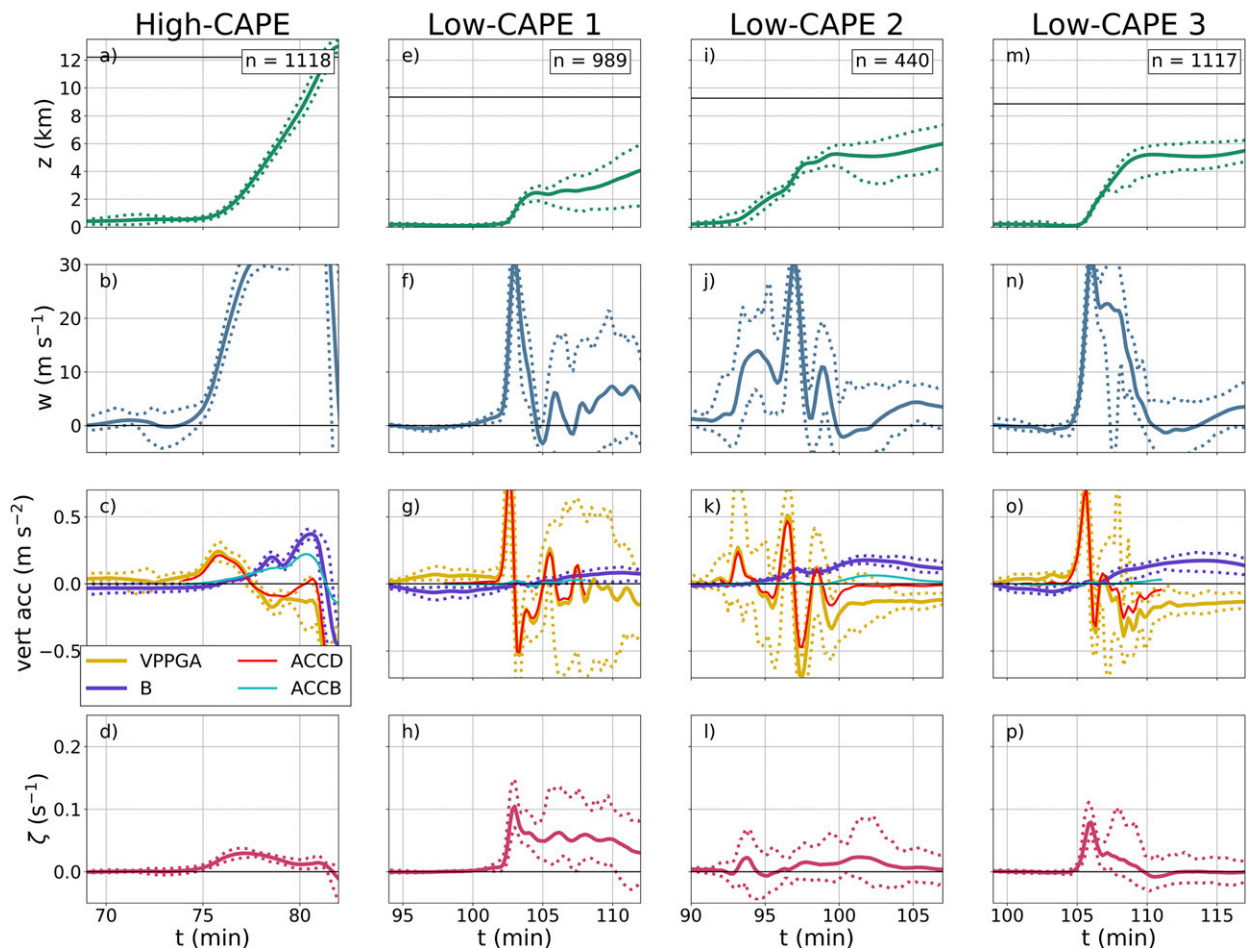 High-CAPE Low-CAPE 1 Low-CAPE 2 Low-CAPE 3
a) n = 1118 e) n = 989 i) n = 440 m) n = 1117
z (km)
12
10
8
6
4
2
0
b) f) j) n)
w (m s⁻¹)
30
20
10
0
c) g) k) o)
vert acc (m s⁻²)
0.5
0.0
−0.5
VPPGA ACCD
B ACCB
d) h) l) p)
ζ (s⁻¹)
0.2
0.1
0.0
70 75 80 95 100 105 110 90 95 100 105 100 105 110 115
t (min) t (min) t (min) t (min)